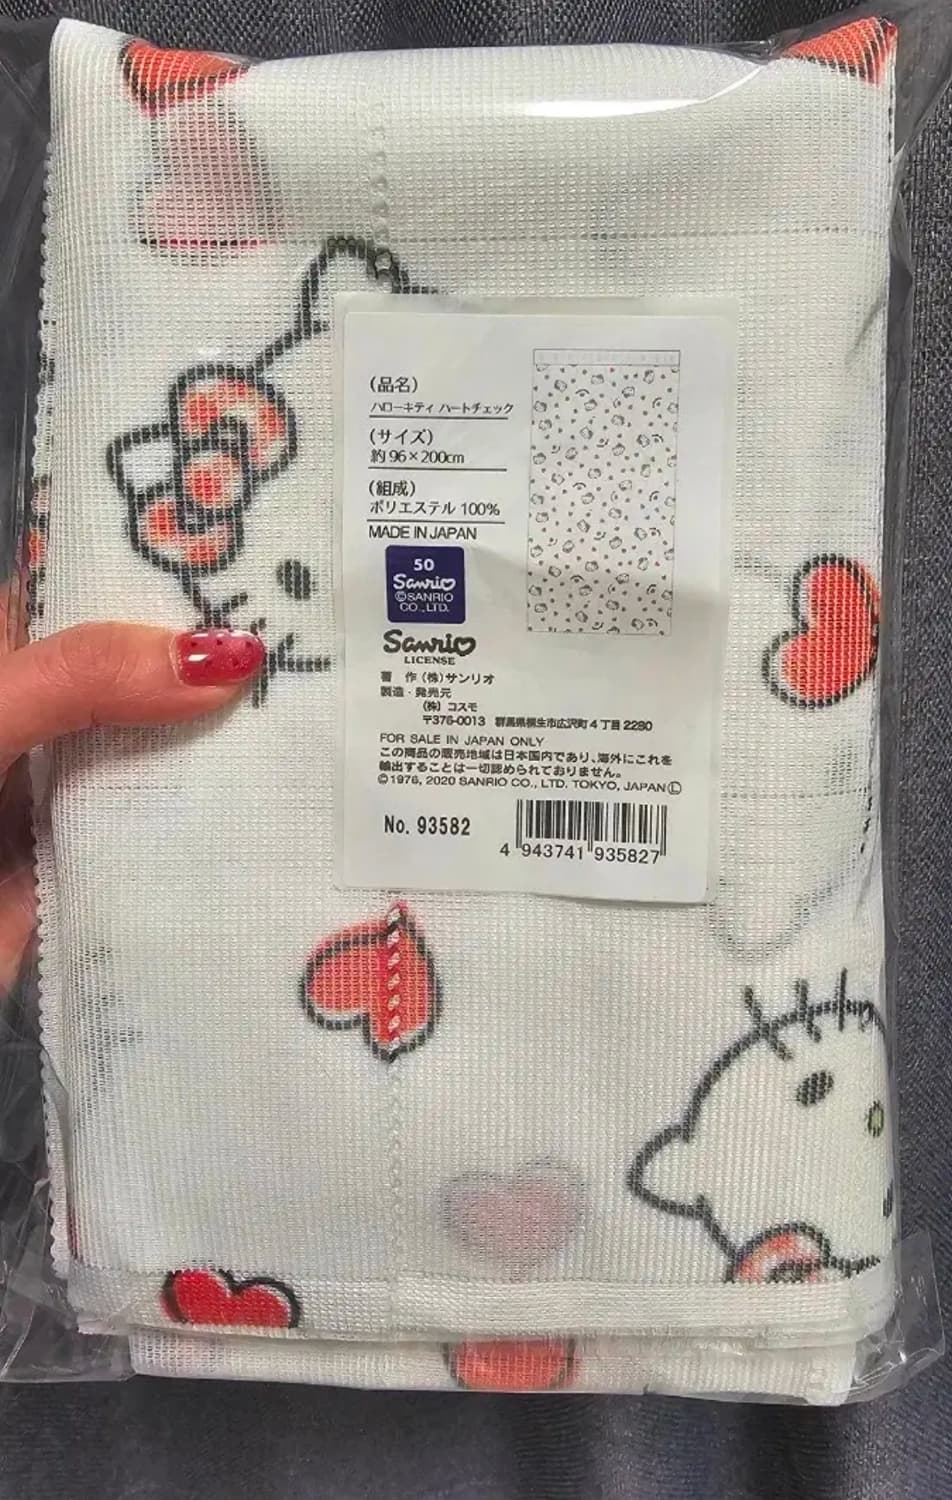 (品名)
ハローキティ ハートチェック
(サイズ)
約 96×200cm
(組成)
ポリエステル 100%
MADE IN JAPAN
50
Sanrio
©SANRIO
CO.,LTD.
Sanrio
LICENSE
著 作 (株)サンリオ
製造・発売元
(株) コスモ
〒376-0013 群馬県桐生市広沢町 4 丁目 2280
FOR SALE IN JAPAN ONLY
この商品の販売地域は日本国内であり、海外にこれを
輸出することは一切認められておりません。
©1976, 2020 SANRIO CO., LTD. TOKYO, JAPAN Ⓛ
No. 93582
4 943741 935827